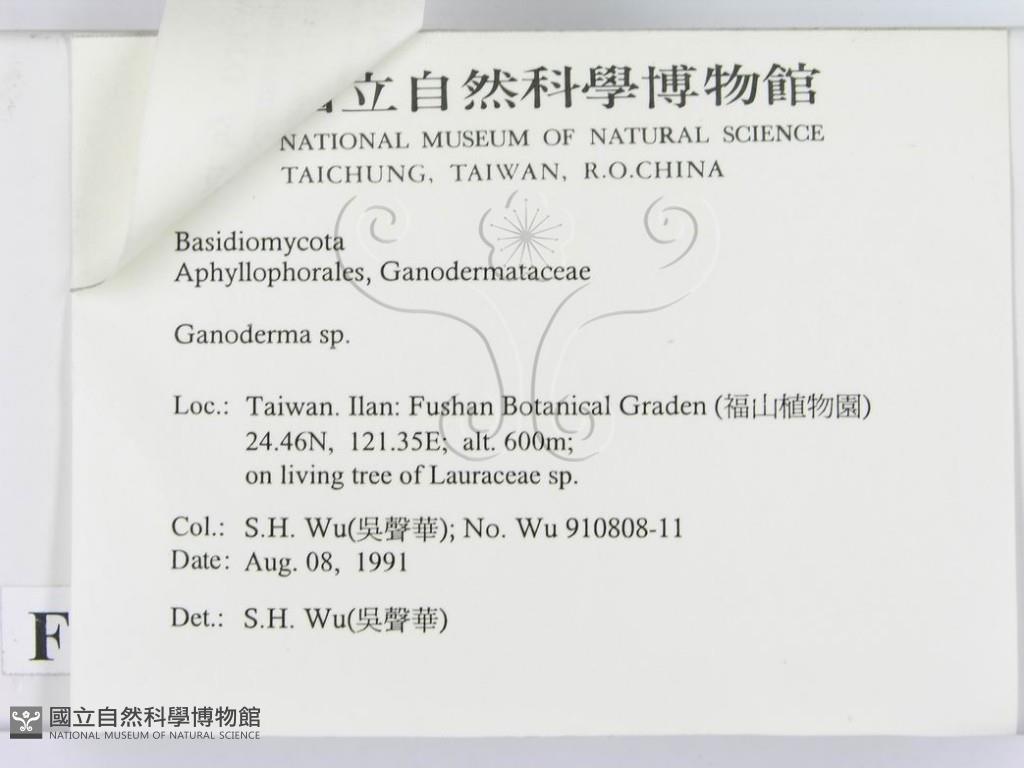 立自然科學博物館
NATIONAL MUSEUM OF NATURAL SCIENCE
TAICHUNG, TAIWAN, R.O.CHINA
Basidiomycota
Aphyllophorales, Ganodermataceae
Ganoderma sp.
Loc.: Taiwan. Ilan: Fushan Botanical Graden (福山植物園)
24.46N, 121.35E; alt. 600m;
on living tree of Lauraceae sp.
Col.: S.H. Wu(吳聲華); No. Wu 910808-11
Date: Aug. 08, 1991
Det.: S.H. Wu(吳聲華)
F
國立自然科學博物館
NATIONAL MUSEUM OF NATURAL SCIENCE